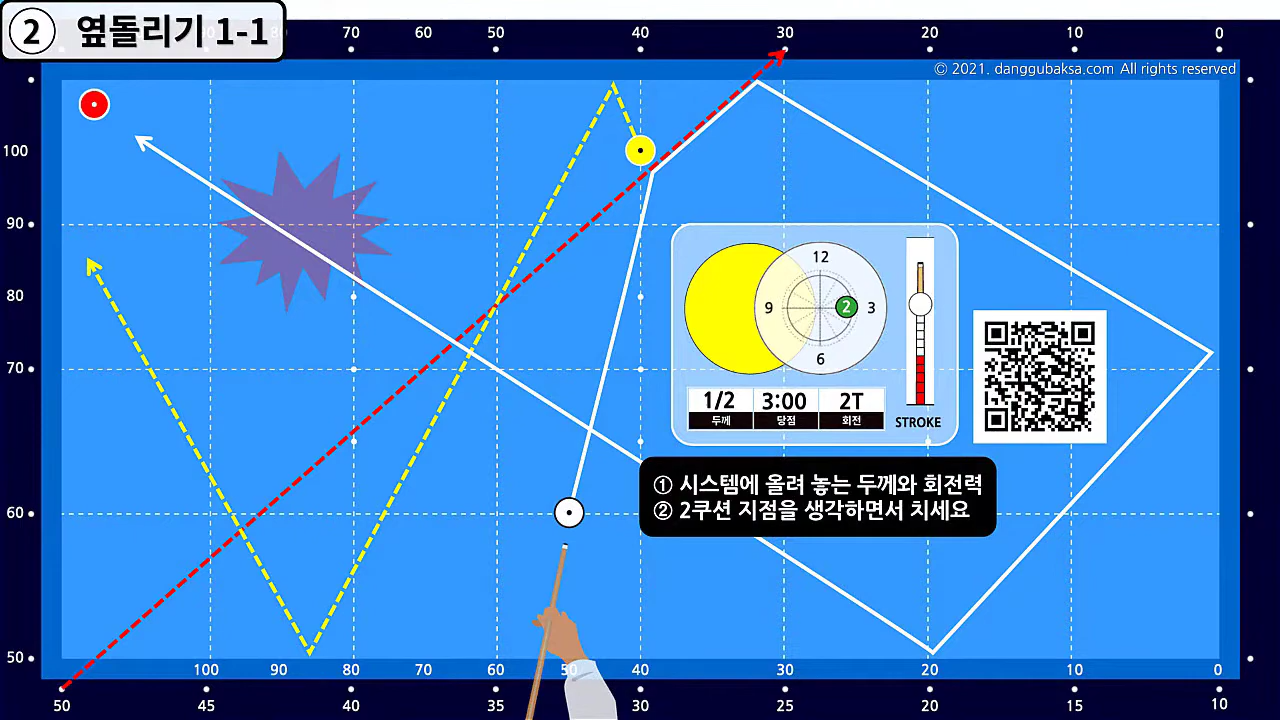 ② 옆돌리기 1-1
70 60 50 40 30 20 10 0
© 2021. danggubaksa.com All rights reserved
100
90
80
70
60
50
12
9 2 3
6
1/2 3:00 2T
두께 당점 회전
STROKE
① 시스템에 올려 놓는 두께와 회전력
② 2쿠션 지점을 생각하면서 치세요
100 90 80 70 60 50 40 30 20 10 0
50 45 40 35 30 25 20 15 10